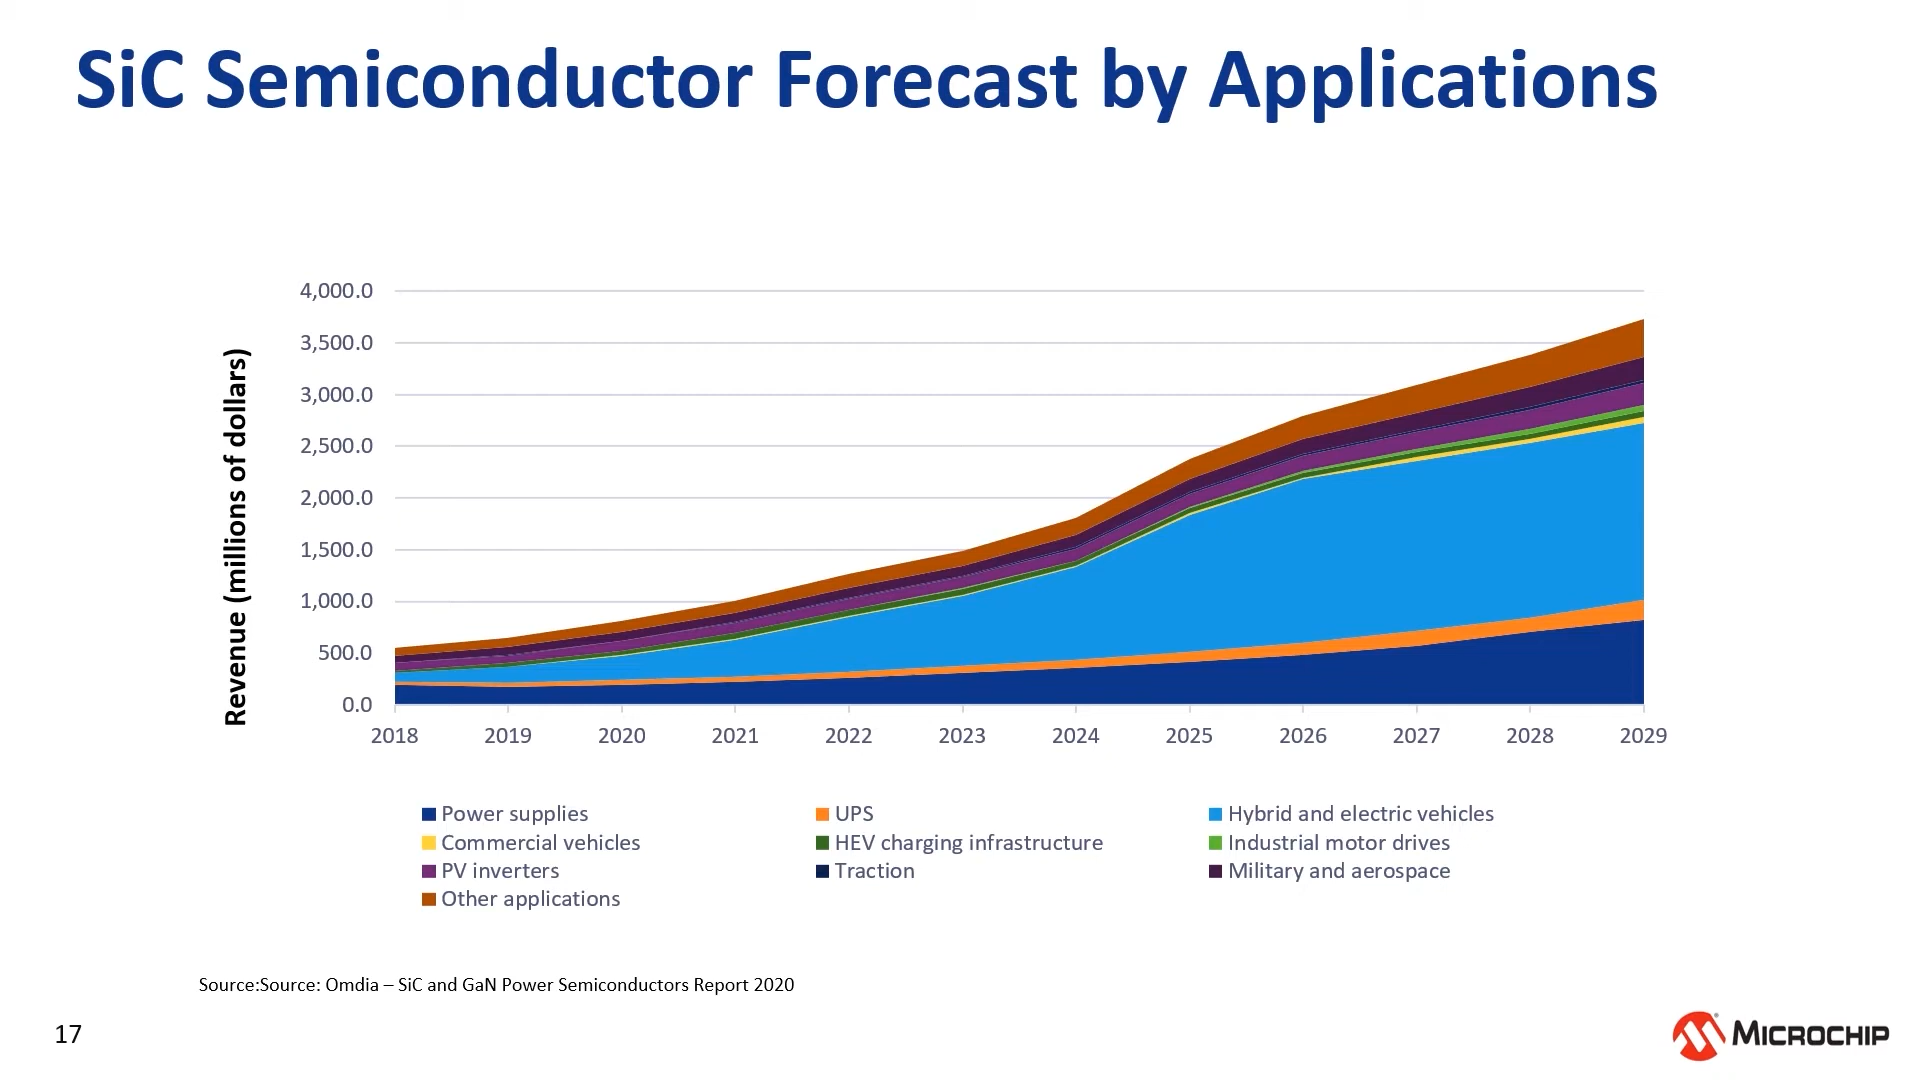 SiC Semiconductor Forecast by Applications
Revenue (millions of dollars)
4,000.0
3,500.0
3,000.0
2,500.0
2,000.0
1,500.0
1,000.0
500.0
0.0
2018 2019 2020 2021 2022 2023 2024 2025 2026 2027 2028 2029
Power supplies UPS Hybrid and electric vehicles
Commercial vehicles HEV charging infrastructure Industrial motor drives
PV inverters Traction Military and aerospace
Other applications
Source:Source: Omdia – SiC and GaN Power Semiconductors Report 2020
17
MICROCHIP